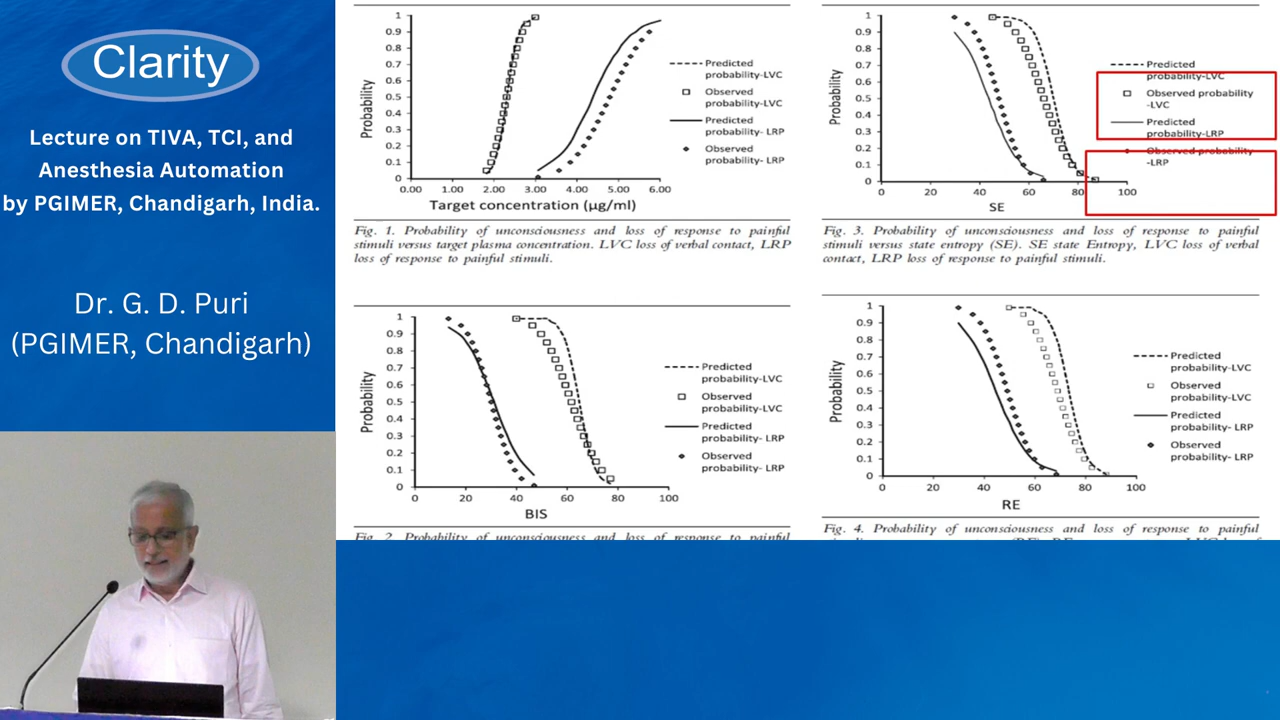 Clarity
Lecture on TIVA, TCI, and
Anesthesia Automation
by PGIMER, Chandigarh, India.
Dr. G. D. Puri
(PGIMER, Chandigarh)
1
0.9
0.8
0.7
0.6
0.5
0.4
0.3
0.2
0.1
0
Probability
0.00 1.00 2.00 3.00 4.00 5.00 6.00
Target concentration (µg/ml)
Predicted
probability-LVC
Observed
probability-LVC
Predicted
probability- LRP
Observed
probability- LRP
Fig. 1. Probability of unconsciousness and loss of response to painful
stimuli versus target plasma concentration. LVC loss of verbal contact, LRP
loss of response to painful stimuli.
1
0.9
0.8
0.7
0.6
0.5
0.4
0.3
0.2
0.1
0
Probability
0 20 40 60 80 100
SE
Predicted
probability-LVC
Observed probability
-LVC
Predicted
probability-LRP
Observed probability
-LRP
Fig. 3. Probability of unconsciousness and loss of response to painful
stimuli versus state entropy (SE). SE state Entropy, LVC loss of verbal
contact, LRP loss of response to painful stimuli.
1
0.9
0.8
0.7
0.6
0.5
0.4
0.3
0.2
0.1
0
Probability
0 20 40 60 80 100
BIS
Predicted
probability-LVC
Observed
probability-LVC
Predicted
probability- LRP
Observed
probability- LRP
Fig. 2. Probability of unconsciousness and loss of response to painful
1
0.9
0.8
0.7
0.6
0.5
0.4
0.3
0.2
0.1
0
Probability
0 20 40 60 80 100
RE
Predicted
probability-LVC
Observed
probability-LVC
Predicted
probability- LRP
Observed
probability- LRP
Fig. 4. Probability of unconsciousness and loss of response to painful